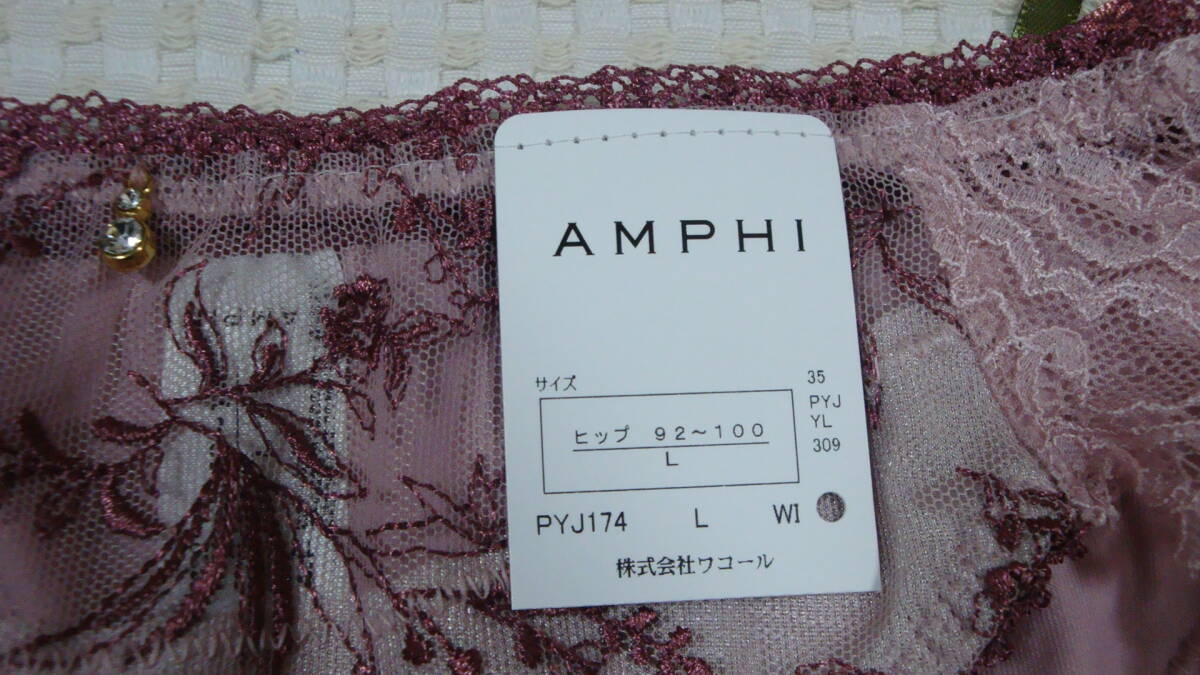 AMPHI
サイズ
ヒップ ９２～１００
L
35
PYJ
YL
309
PYJ174 L WI
株式会社ワコール